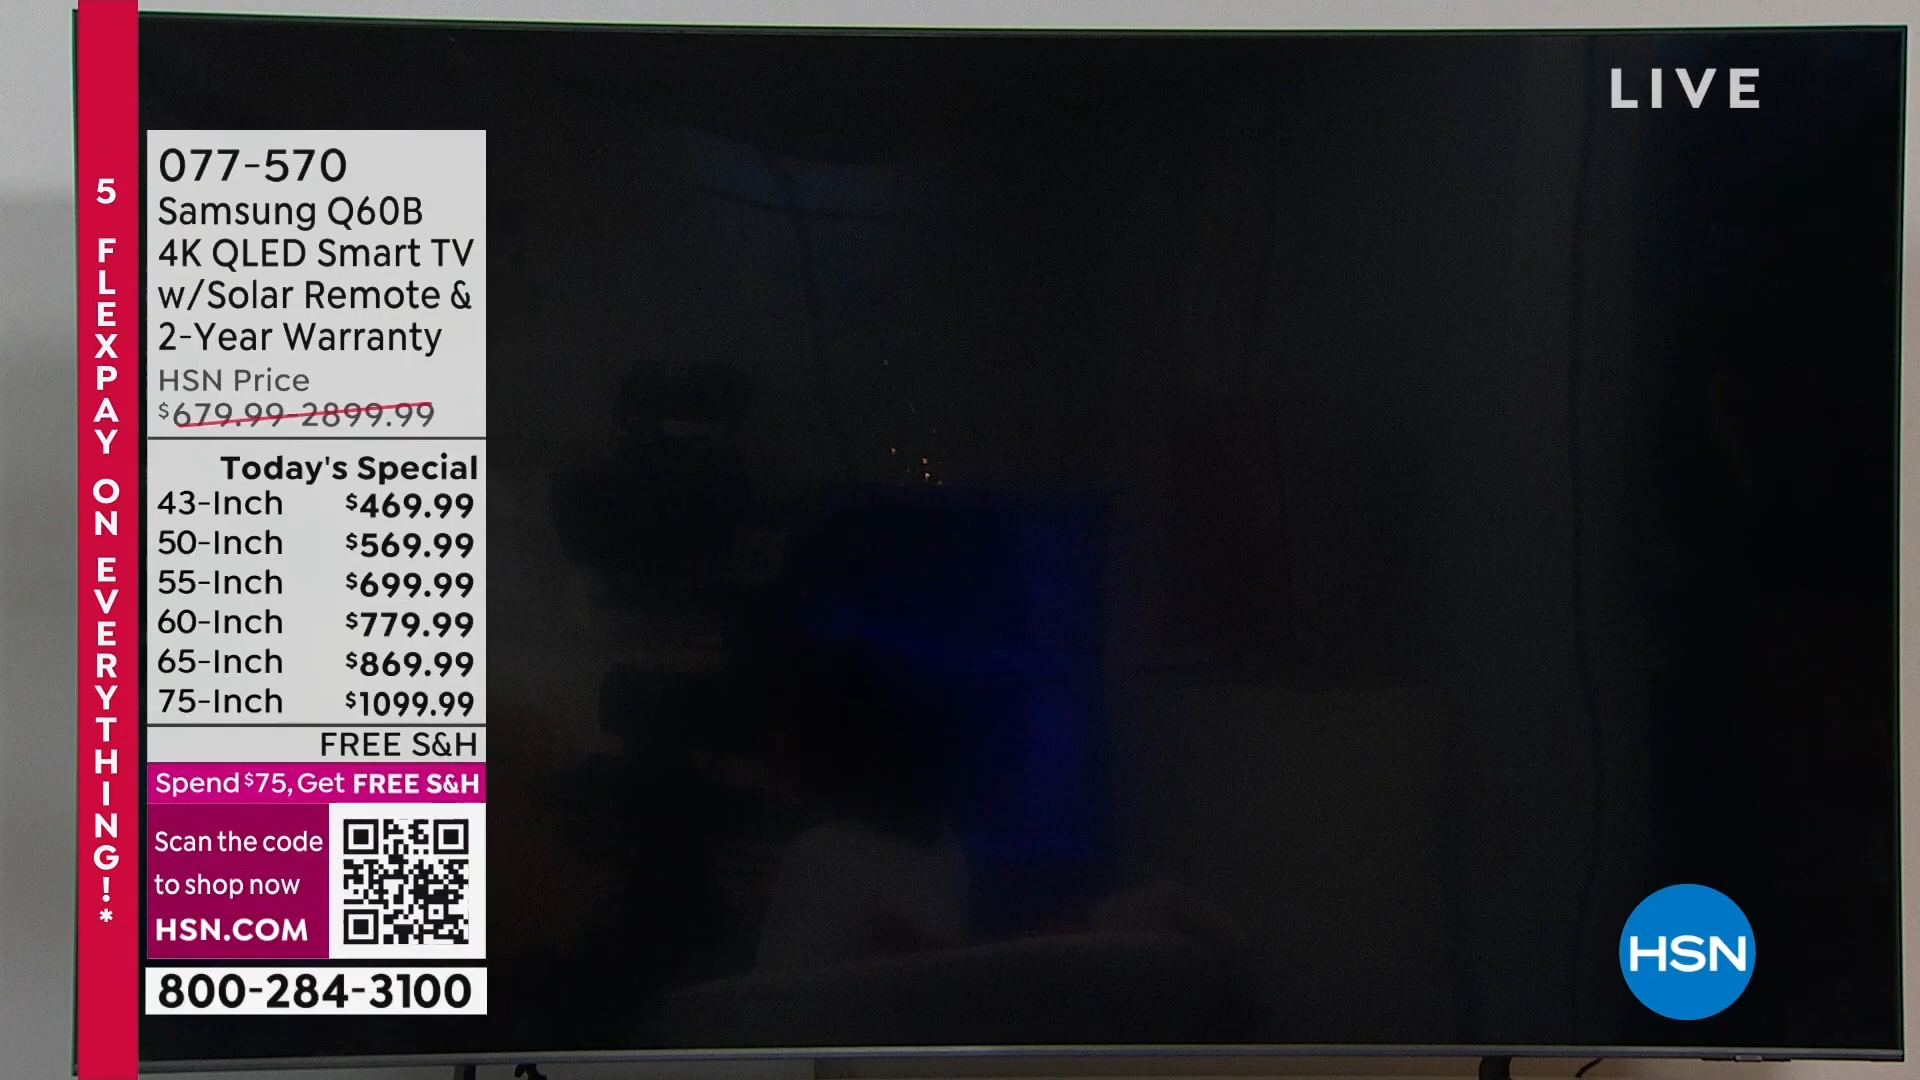 5 FLEXPAY ON EVERYTHING!*
LIVE
077-570
Samsung Q60B
4K QLED Smart TV
w/Solar Remote &
2-Year Warranty
HSN Price
$679.99-2899.99
Today's Special
43-Inch $469.99
50-Inch $569.99
55-Inch $699.99
60-Inch $779.99
65-Inch $869.99
75-Inch $1099.99
FREE S&H
Spend $75, Get FREE S&H
Scan the code
to shop now
HSN.COM
800-284-3100
HSN